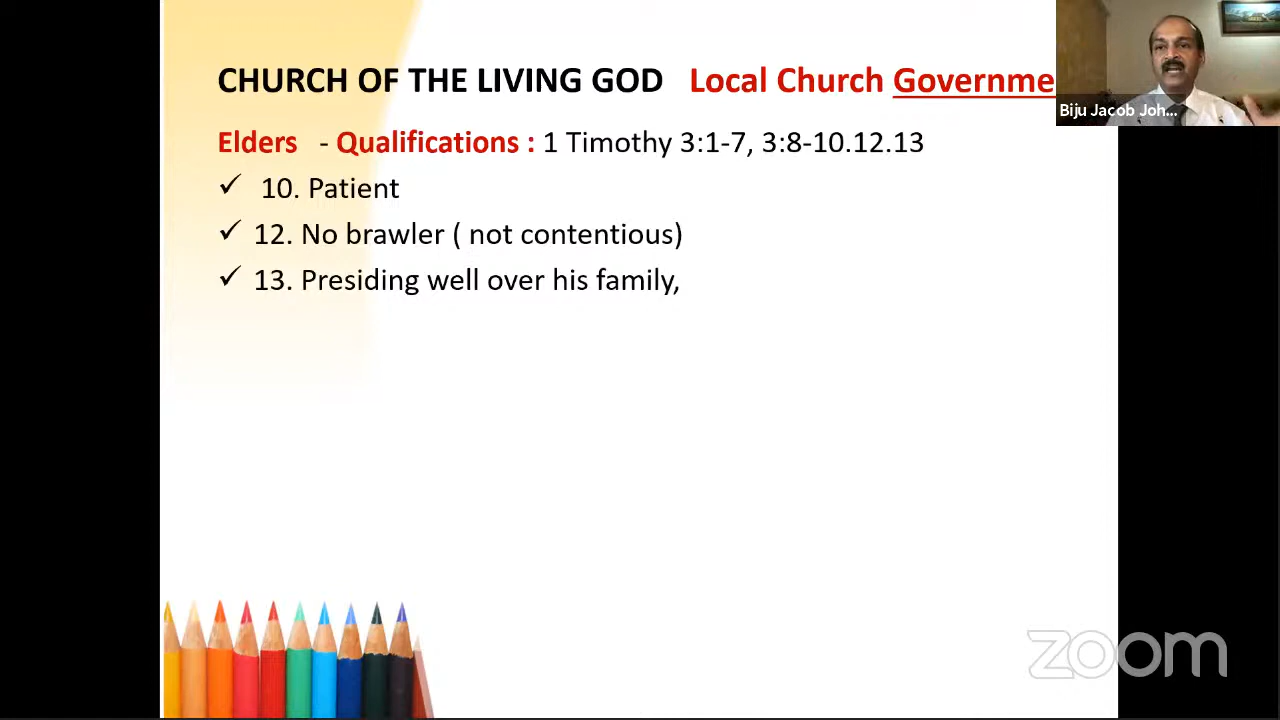 CHURCH OF THE LIVING GOD Local Church Governme
Biju Jacob Joh...
Elders - Qualifications : 1 Timothy 3:1-7, 3:8-10.12.13
✓ 10. Patient
✓ 12. No brawler ( not contentious)
✓ 13. Presiding well over his family,
zoom